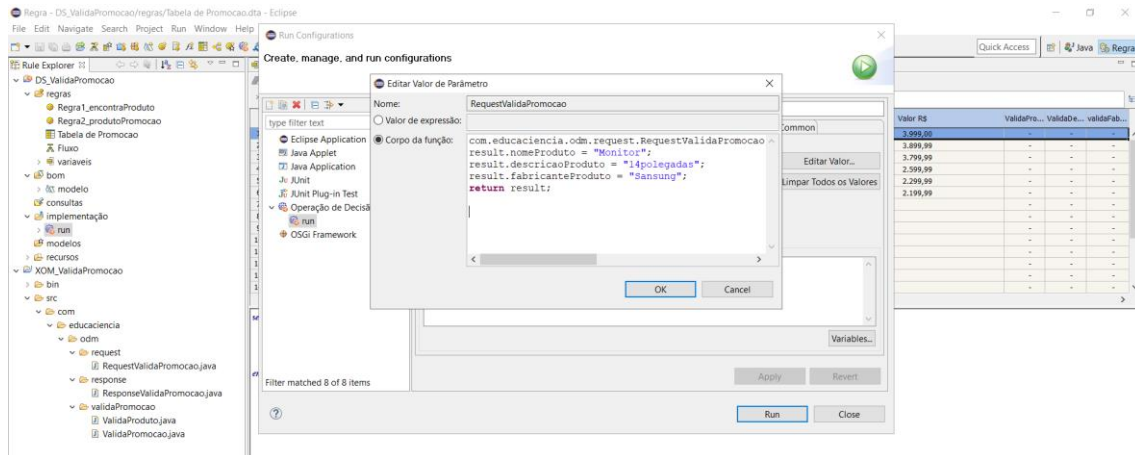 Regra - DS_ValidaPromocao/regras/Tabela de Promocao.dta - Eclipse
File Edit Navigate Search Project Run Window Help
Quick Access
Java
Regra
Rule Explorer
DS_ValidaPromocao
regras
Regra1_encontraProduto
Regra2_produtoPromocao
Tabela de Promocao
Fluxo
variaveis
bom
modelo
consultas
implementação
run
modelos
recursos
XOM_ValidaPromocao
bin
src
com
educaciencia
odm
request
RequestValidaPromocao.java
response
ResponseValidaPromocao.java
validaPromocao
ValidaProduto.java
ValidaPromocao.java
Run Configurations
Create, manage, and run configurations
type filter text
Eclipse Application
Java Applet
Java Application
JUnit
JUnit Plug-in Test
Operação de Decisã
run
OSGi Framework
Filter matched 8 of 8 items
Common
Editar Valor...
Limpar Todos os Valores
Variables...
Apply Revert
Run Close
Editar Valor de Parâmetro
Nome: RequestValidaPromocao
Valor de expressão:
Corpo da função:
com.educaciencia.odm.request.RequestValidaPromocao
result.nomeProduto = "Monitor";
result.descricaoProduto = "14polegadas";
result.fabricanteProduto = "Sansung";
return result;
OK Cancel
Valor R$ ValidaPro... ValidaDe... validaFab...
3.999,00 - - -
3.899,99 - - -
3.799,99 - - -
2.599,99 - - -
2.299,99 - - -
2.199,99 - - -